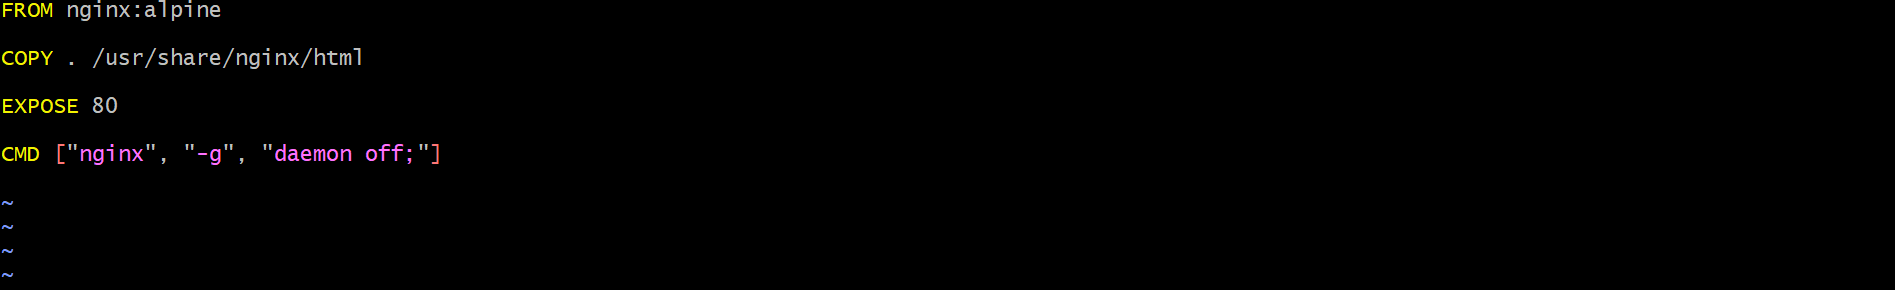 FROM nginx:alpine
COPY . /usr/share/nginx/html
EXPOSE 80
CMD ["nginx", "-g", "daemon off;"]
~
~
~
~